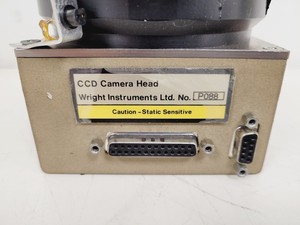 CCD Camera Head
Wright Instruments Ltd. No. P088
Caution - Static Sensitive